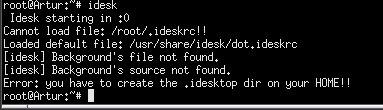 root@Artur:~# idesk
 Idesk starting in :0
Cannot load file: /root/.ideskrc!!
Loaded default file: /usr/share/idesk/dot.ideskrc
[idesk] Background's file not found.
[idesk] Background's source not found.
Error: you have to create the .idesktop dir on your HOME!!
root@Artur:~#